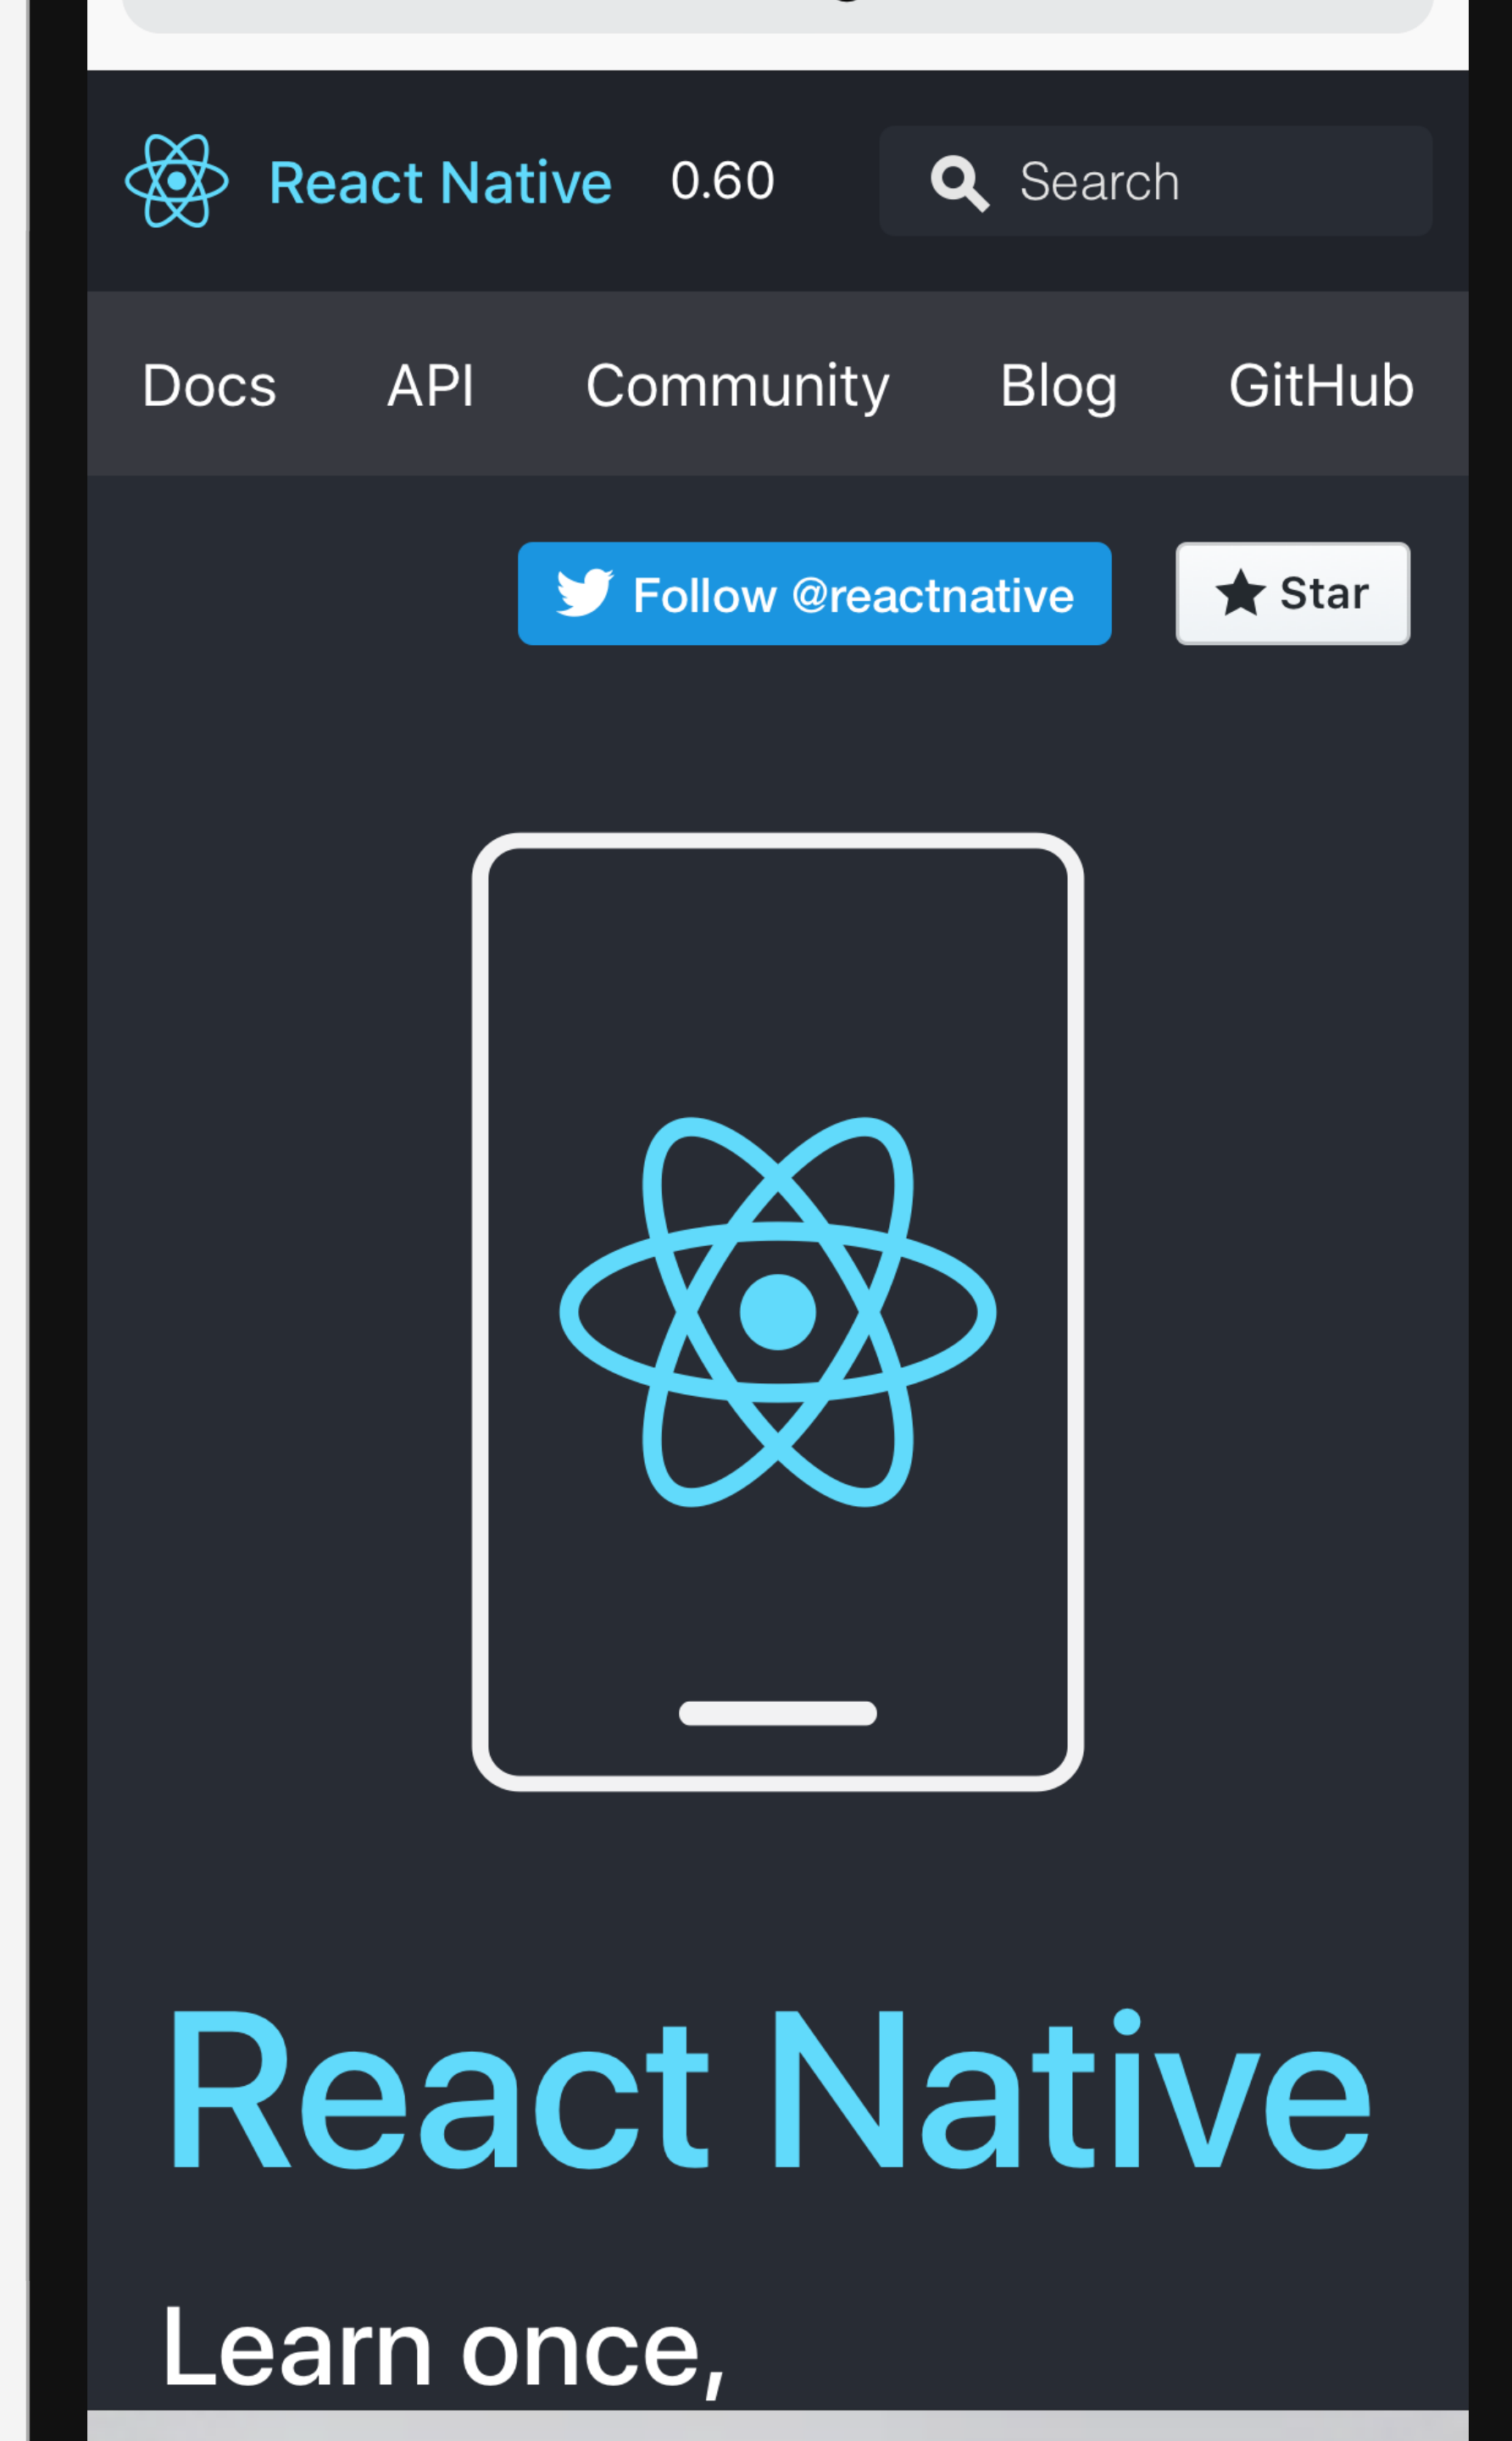 React Native 0.60 Search
Docs API Community Blog GitHub
Follow @reactnative Star
React Native
Learn once,